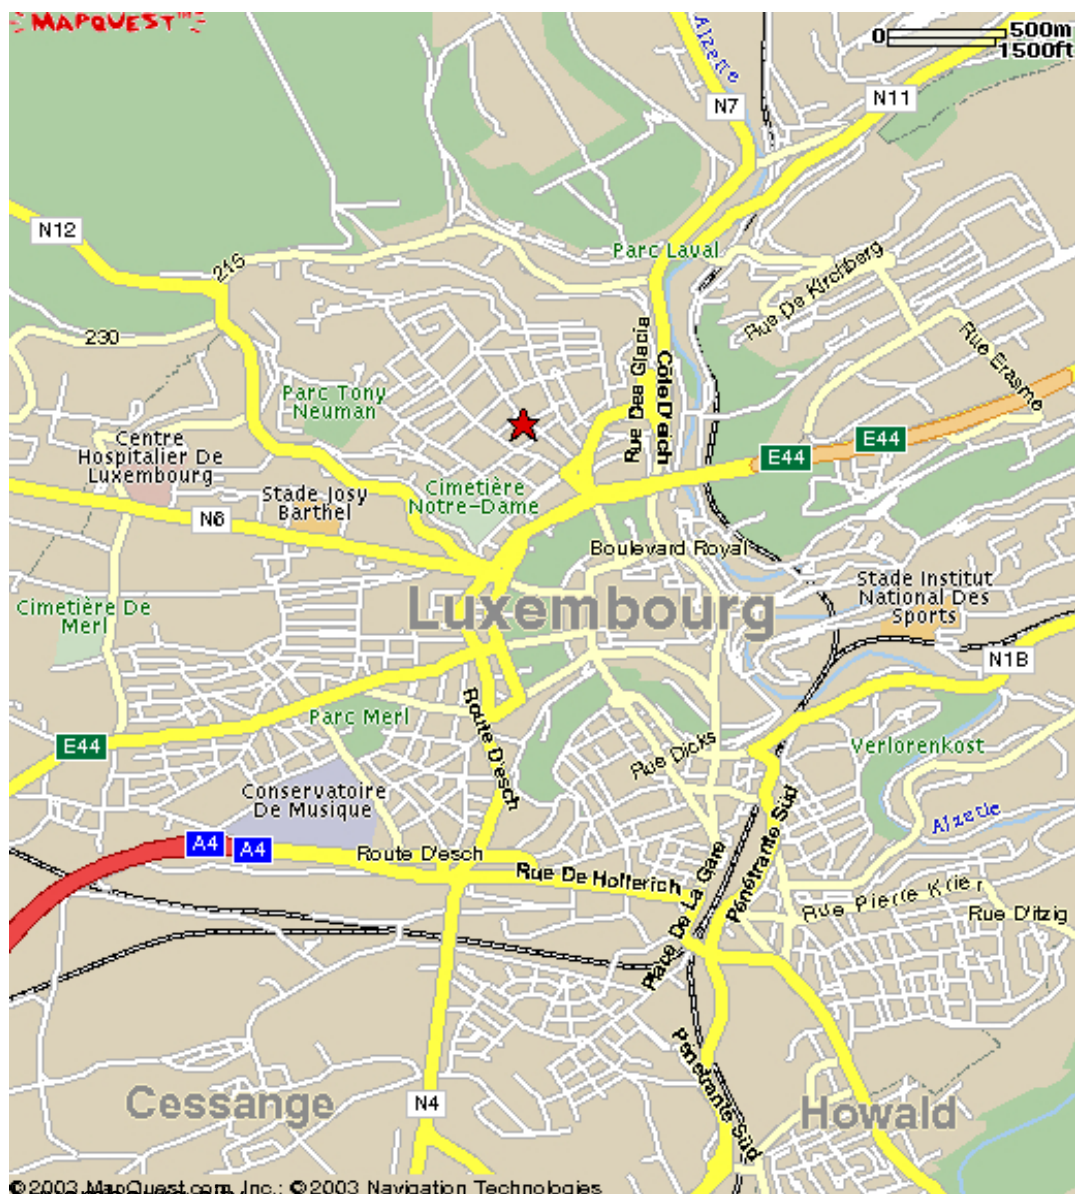 MAPQUEST
0 500m
1500ft
Alzette
N7
N11
N12
215
Parc Laval
230
Rue De Kirchberg
Rue Erasme
Rue Des Glacis
Côte D'aich
Parc Tony
Neuman
Centre
Hospitalier De
Luxembourg
E44
E44
Cimetière
Notre-Dame
Stade Josy
Barthel
N6
Boulevard Royal
Stade Institut
National Des
Sports
Cimetière De
Merl
Luxembourg
N1B
Parc Merl
Route D'esch
E44
Rue Dicks
Verlorenkost
Conservatoire
De Musique
Alzette
A4
A4
Route D'esch
Rue De Hollerich
Place De La Gare
Pénétrante Süd
Rue Pierre Krier
Rue D'itzig
Pénétrante Süd
Cessange
N4
Howald
©2003 MapQuest.com, Inc.; ©2003 Navigation Technologies